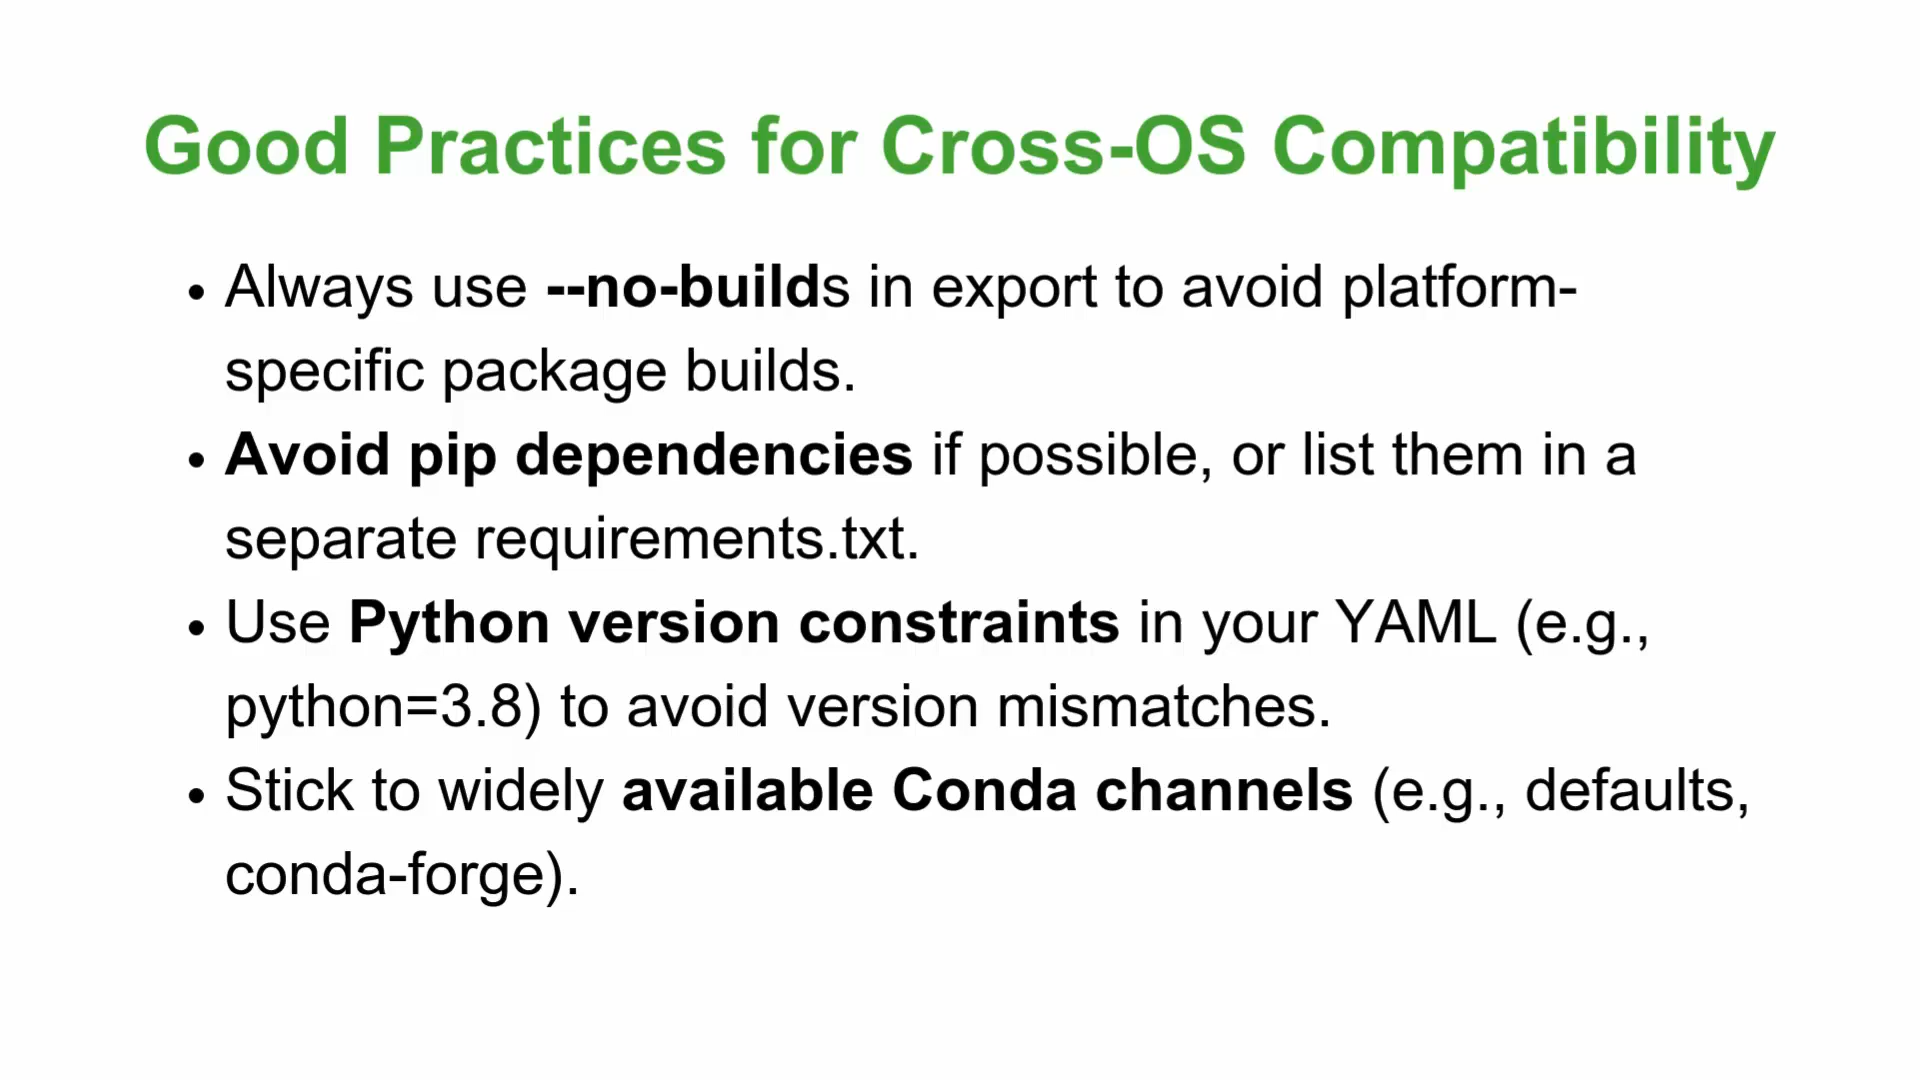 Good Practices for Cross-OS Compatibility
• Always use --no-builds in export to avoid platform-
specific package builds.
• Avoid pip dependencies if possible, or list them in a
separate requirements.txt.
• Use Python version constraints in your YAML (e.g.,
python=3.8) to avoid version mismatches.
• Stick to widely available Conda channels (e.g., defaults,
conda-forge).